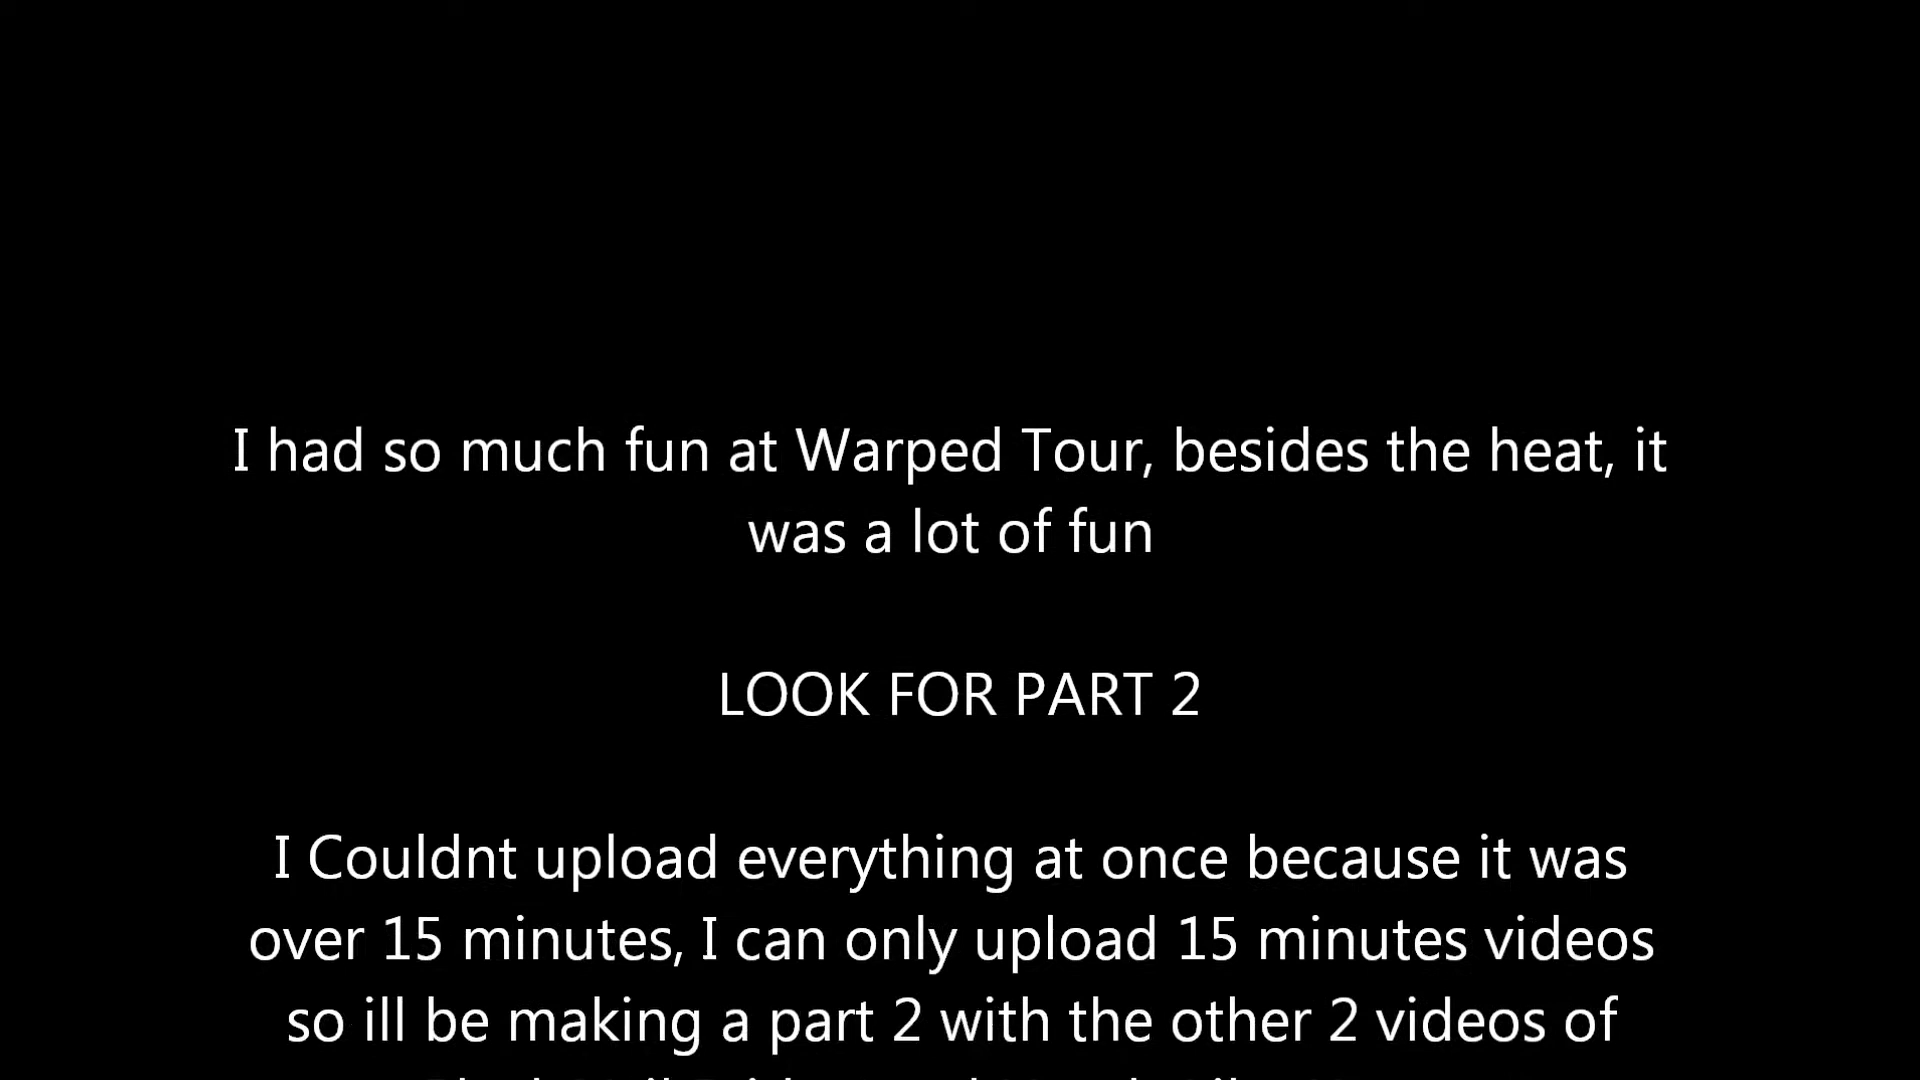 I had so much fun at Warped Tour, besides the heat, it
was a lot of fun
LOOK FOR PART 2
I Couldnt upload everything at once because it was
over 15 minutes, I can only upload 15 minutes videos
so ill be making a part 2 with the other 2 videos of